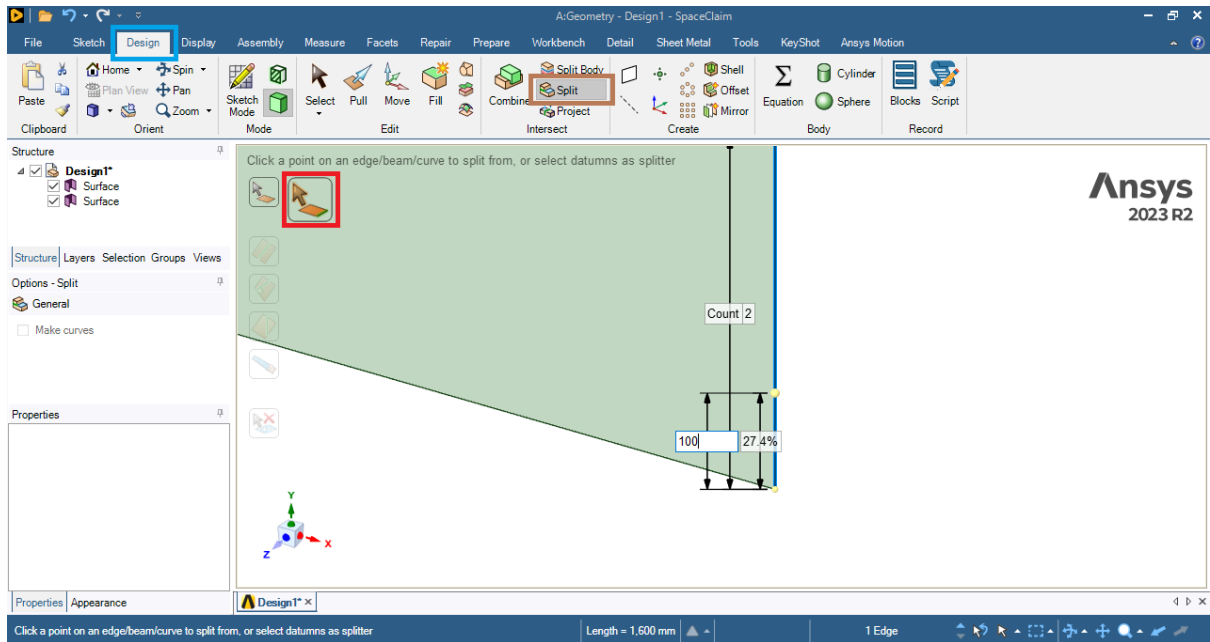 A:Geometry - Design1 - SpaceClaim
File Sketch Design Display Assembly Measure Facets Repair Prepare Workbench Detail Sheet Metal Tools KeyShot Ansys Motion
Paste
Clipboard
Home Spin
Plan View Pan
Zoom
Orient
Sketch Mode
Mode
Select Pull Move Fill
Edit
Combine
Split Body
Split
Project
Intersect
Shell
Offset
Mirror
Create
Equation
Cylinder
Sphere
Body
Blocks Script
Record
Structure
Design1*
Surface
Surface
Structure Layers Selection Groups Views
Options - Split
General
Make curves
Properties
Properties Appearance
Click a point on an edge/beam/curve to split from, or select datumns as splitter
Ansys
2023 R2
Count 2
100 27.4%
Y
X
Z
Design1*
Click a point on an edge/beam/curve to split from, or select datumns as splitter Length = 1,600 mm 1 Edge